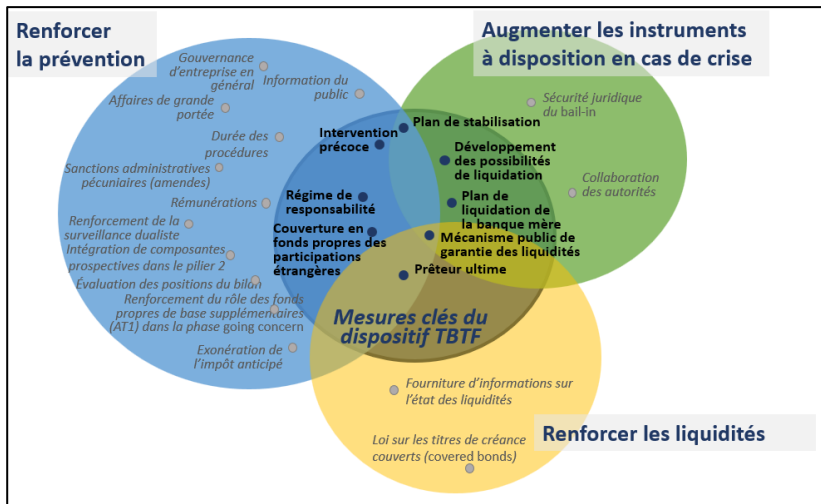 Renforcer
la prévention
Augmenter les instruments
à disposition en cas de crise
Gouvernance
d'entreprise en
général
Information du
public
Affaires de grande
portée
Durée des
procédures
Sanctions administratives
pécuniaires (amendes)
Rémunérations
Renforcement de la
surveillance dualiste
Intégration de composantes
prospectives dans le pilier 2
Évaluation des positions du bilan
Renforcement du rôle des fonds
propres de base supplémentaires
(AT1) dans la phase going concern
Exonération de
l'impôt anticipé
Intervention
précoce
Régime de
responsabilité
Couverture en
fonds propres des
participations
étrangères
Plan de stabilisation
Développement
des possibilités
de liquidation
Plan de
liquidation de
la banque mère
Mécanisme public de
garantie des liquidités
Prêteur ultime
Sécurité juridique
du bail-in
Collaboration
des autorités
Mesures clés du
dispositif TBTF
Fourniture d'informations sur
l'état des liquidités
Loi sur les titres de créance
couverts (covered bonds)
Renforcer les liquidités